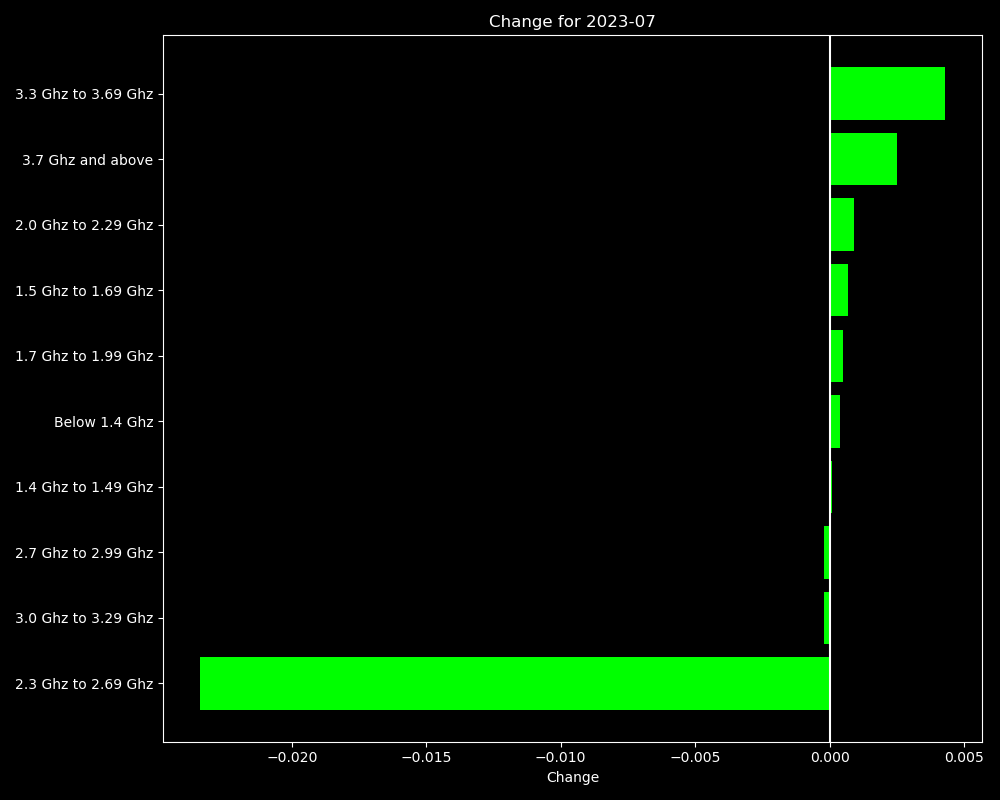 Change for 2023-07
3.3 Ghz to 3.69 Ghz
3.7 Ghz and above
2.0 Ghz to 2.29 Ghz
1.5 Ghz to 1.69 Ghz
1.7 Ghz to 1.99 Ghz
Below 1.4 Ghz
1.4 Ghz to 1.49 Ghz
2.7 Ghz to 2.99 Ghz
3.0 Ghz to 3.29 Ghz
2.3 Ghz to 2.69 Ghz
−0.020 −0.015 −0.010 −0.005 0.000 0.005
Change